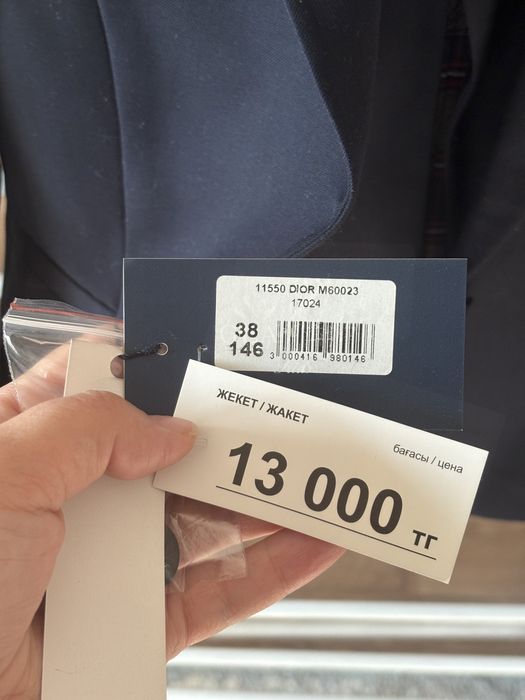 11550 DIOR M60023
17024
38
146
3 000416 980146
ЖЕКЕТ / ЖАКЕТ
бағасы / цена
13 000 тг